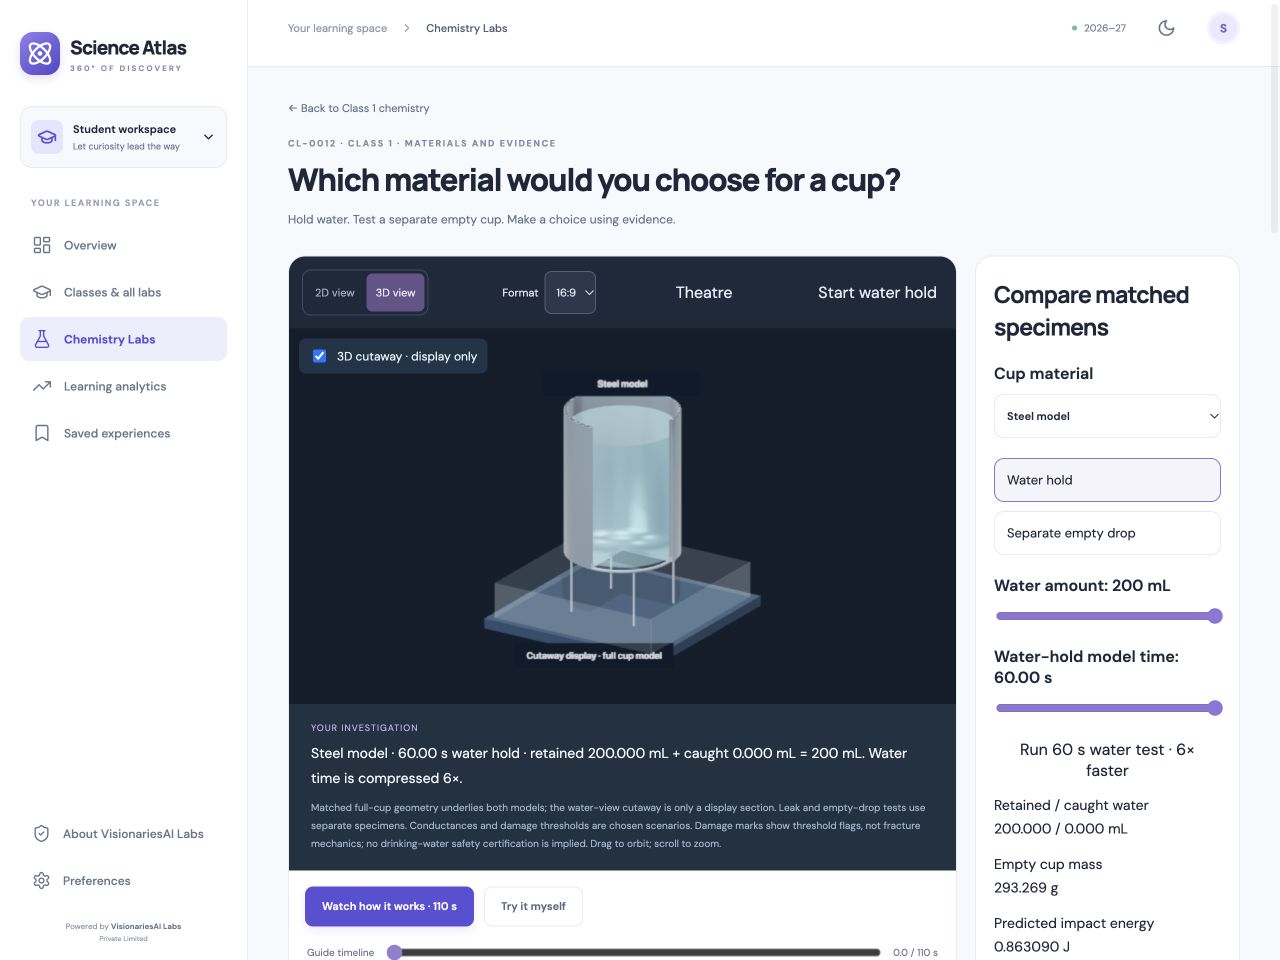 Science Atlas
360° OF DISCOVERY
Student workspace
Let curiosity lead the way
YOUR LEARNING SPACE
Overview
Classes & all labs
Chemistry Labs
Learning analytics
Saved experiences
About VisionariesAI Labs
Preferences
Powered by VisionariesAI Labs
Private Limited
Your learning space > Chemistry Labs
2026–27
S
← Back to Class 1 chemistry
CL-0012 · CLASS 1 · MATERIALS AND EVIDENCE
Which material would you choose for a cup?
Hold water. Test a separate empty cup. Make a choice using evidence.
2D view
3D view
Format
16:9
Theatre
Start water hold
3D cutaway · display only
Steel model
Cutaway display · full cup model
YOUR INVESTIGATION
Steel model · 60.00 s water hold · retained 200.000 mL + caught 0.000 mL = 200 mL. Water
time is compressed 6×.
Matched full-cup geometry underlies both models; the water-view cutaway is only a display section. Leak and empty-drop tests use
separate specimens. Conductances and damage thresholds are chosen scenarios. Damage marks show threshold flags, not fracture
mechanics; no drinking-water safety certification is implied. Drag to orbit; scroll to zoom.
Watch how it works · 110 s
Try it myself
Guide timeline
0.0 / 110 s
Compare matched
specimens
Cup material
Steel model
Water hold
Separate empty drop
Water amount: 200 mL
Water-hold model time:
60.00 s
Run 60 s water test · 6×
faster
Retained / caught water
200.000 / 0.000 mL
Empty cup mass
293.269 g
Predicted impact energy
0.863090 J